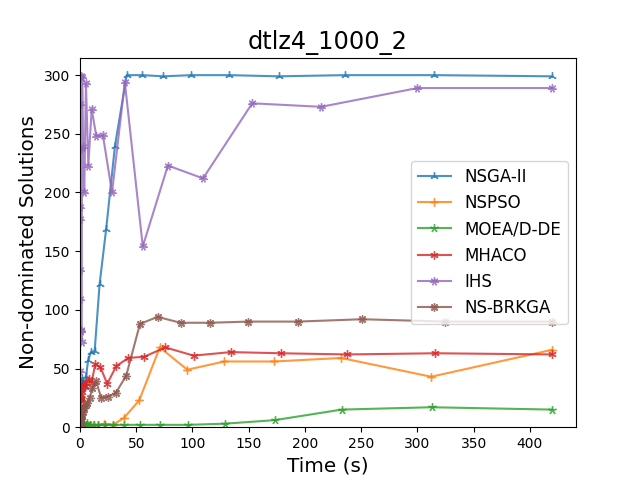 dtlz4_1000_2
Non-dominated Solutions
300
250
200
150
100
50
0
NSGA-II
NSPSO
MOEA/D-DE
MHACO
IHS
NS-BRKGA
0 50 100 150 200 250 300 350 400
Time (s)